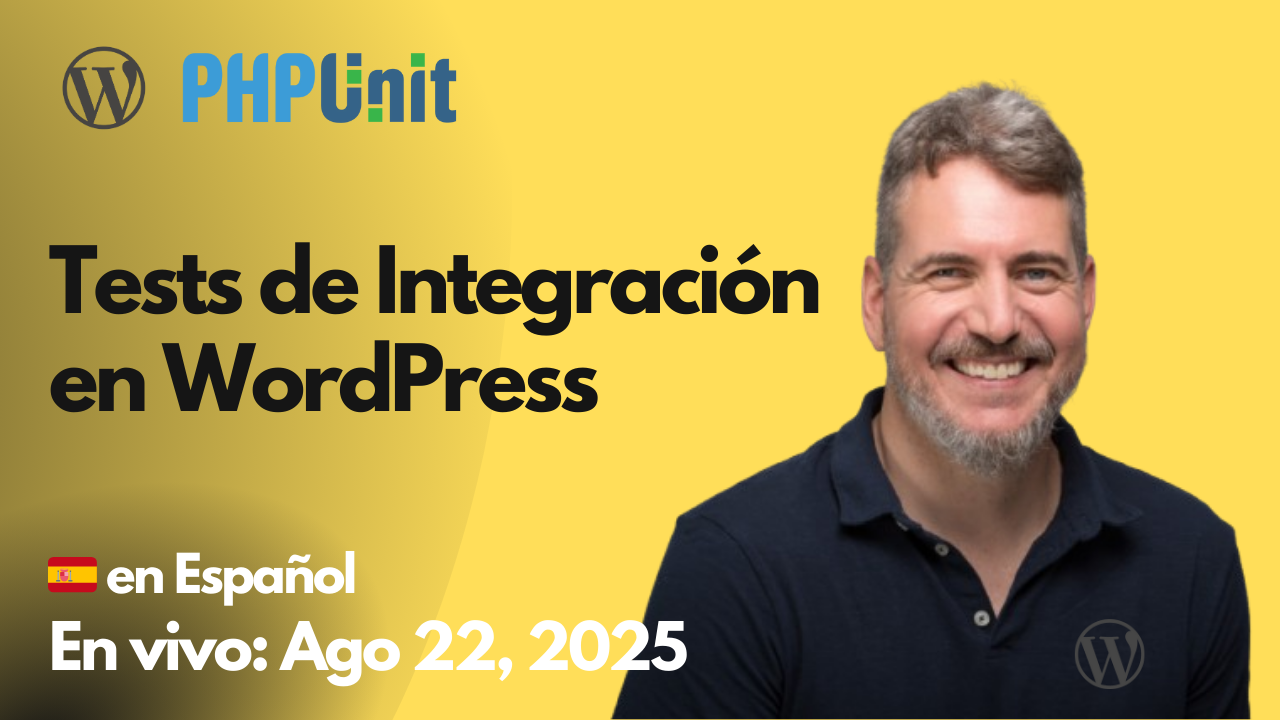 PHPUnit
Tests de Integración
en WordPress
en Español
En vivo: Ago 22, 2025